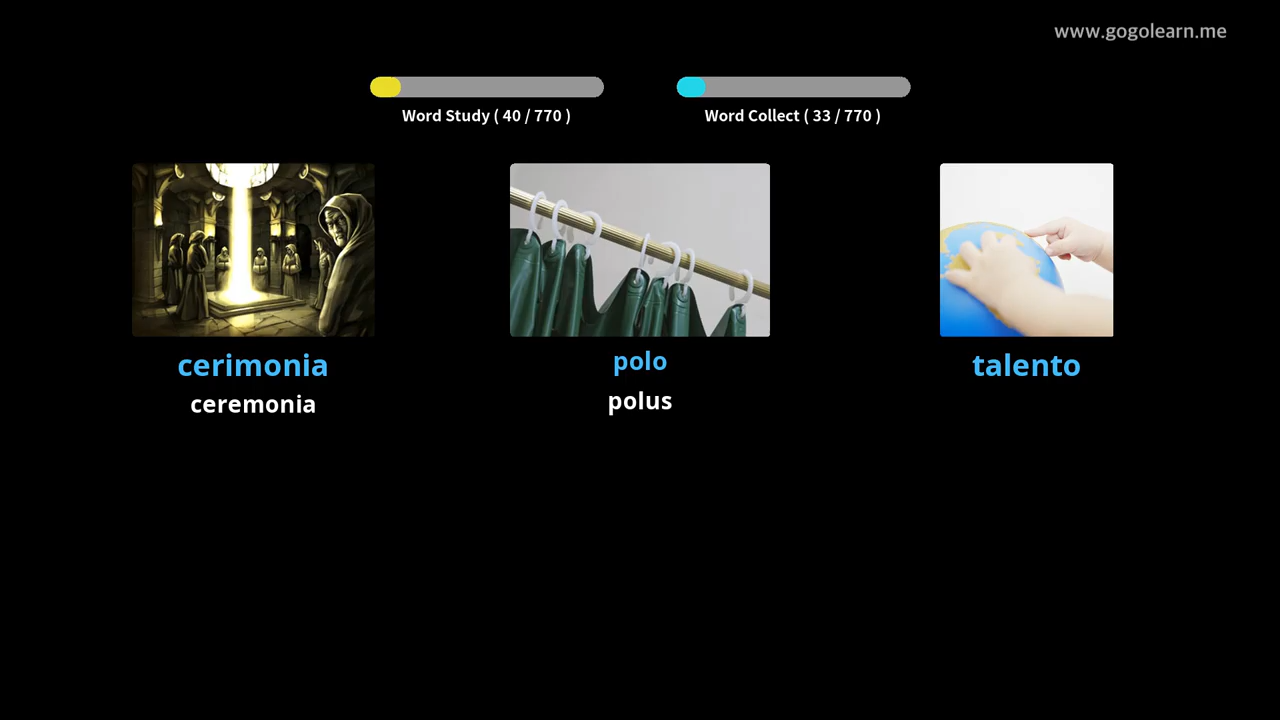 www.gogolearn.me
Word Study ( 40 / 770 )
Word Collect ( 33 / 770 )
cerimonia
ceremonia
polo
polus
talento